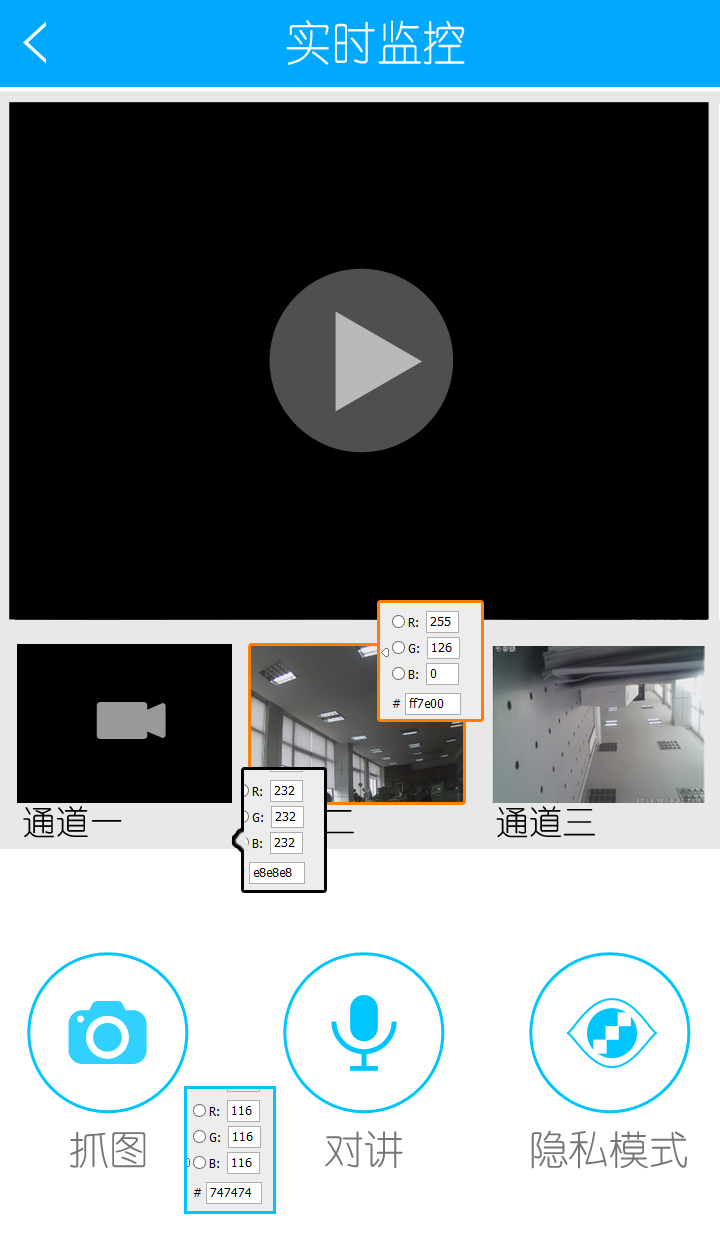 实时监控
R: 255
G: 126
B: 0
# ff7e00
R: 232
G: 232
B: 232
e8e8e8
通道一
二
通道三
抓图
对讲
隐私模式
R: 116
G: 116
B: 116
# 747474